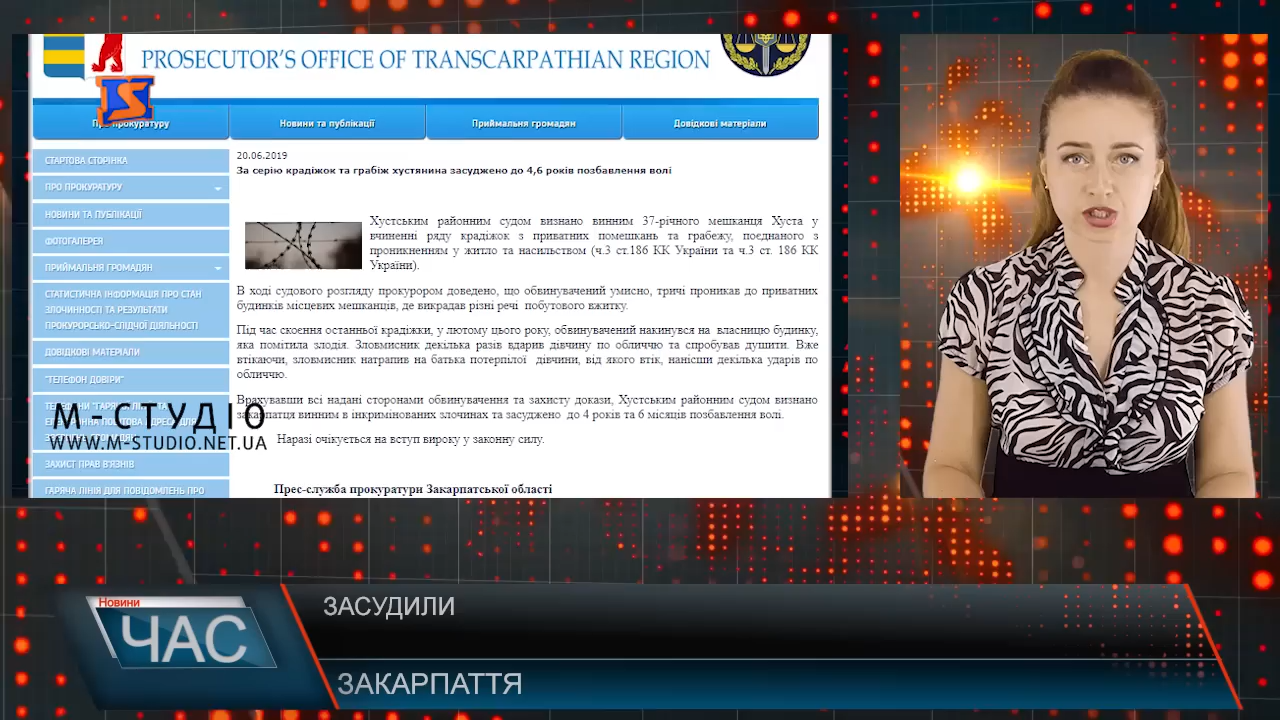 PROSECUTOR'S OFFICE OF TRANSCARPATHIAN REGION
Про прокуратуру
Новини та публікації
Приймальня громадян
Довідкові матеріали
СТАРТОВА СТОРІНКА
ПРО ПРОКУРАТУРУ
НОВИНИ ТА ПУБЛІКАЦІЇ
ФОТОГАЛЕРЕЯ
ПРИЙМАЛЬНЯ ГРОМАДЯН
СТАТИСТИЧНА ІНФОРМАЦІЯ ПРО СТАН
ЗЛОЧИННОСТІ ТА РЕЗУЛЬТАТИ
ПРОКУРОРСЬКО-СЛІДЧОЇ ДІЯЛЬНОСТІ
ДОВІДКОВІ МАТЕРІАЛИ
"ТЕЛЕФОН ДОВІРИ"
М-СТУДІО
WWW.M-STUDIO.NET.UA
ЗАХИСТ ПРАВ В'ЯЗНІВ
ГАРЯЧА ЛІНІЯ ДЛЯ ПОВІДОМЛЕНЬ ПРО
20.06.2019
За серію крадіжок та грабіж хустянина засуджено до 4,6 років позбавлення волі
Хустським районним судом визнано винним 37-річного мешканця Хуста у
вчиненні ряду крадіжок з приватних помешкань та грабежу, поєднаного з
проникненням у житло та насильством (ч.3 ст.186 КК України та ч.3 ст. 186 КК
України).
В ході судового розгляду прокурором доведено, що обвинувачений умисно, тричі проникав до приватних
будинків місцевих мешканців, де викрадав різні речі побутового вжитку.
Під час скоєння останньої крадіжки, у лютому цього року, обвинувачений накинувся на власницю будинку,
яка помітила злодія. Зловмисник декілька разів вдарив дівчину по обличчю та спробував душити. Вже
втікаючи, зловмисник натрапив на батька потерпілої дівчини, від якого втік, нанісши декілька ударів по
обличчю.
Врахувавши всі надані сторонами обвинувачення та захисту докази, Хустським районним судом визнано
закарпатця винним в інкримінованих злочинах та засуджено до 4 років та 6 місяців позбавлення волі.
Наразі очікується на вступ вироку у законну силу.
Прес-служба прокуратури Закарпатської області
Новини
ЧАС
ЗАСУДИЛИ
ЗАКАРПАТТЯ